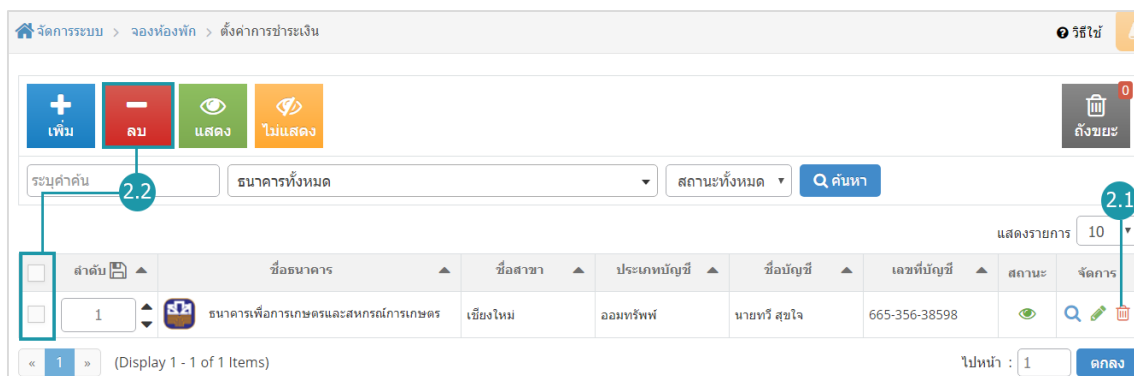 จัดการระบบ > จองห้องพัก > ตั้งค่าการชำระเงิน วิธีใช้
เพิ่ม ลบ แสดง ไม่แสดง 0 ถังขยะ
ระบุคำค้น ธนาคารทั้งหมด สถานะทั้งหมด ค้นหา
2.2 2.1
แสดงรายการ 10
ลำดับ ชื่อธนาคาร ชื่อสาขา ประเภทบัญชี ชื่อบัญชี เลขที่บัญชี สถานะ จัดการ
1 ธนาคารเพื่อการเกษตรและสหกรณ์การเกษตร เชียงใหม่ ออมทรัพท์ นายทวี สุขใจ 665-356-38598
« 1 » (Display 1 - 1 of 1 Items) ไปหน้า : 1 ตกลง